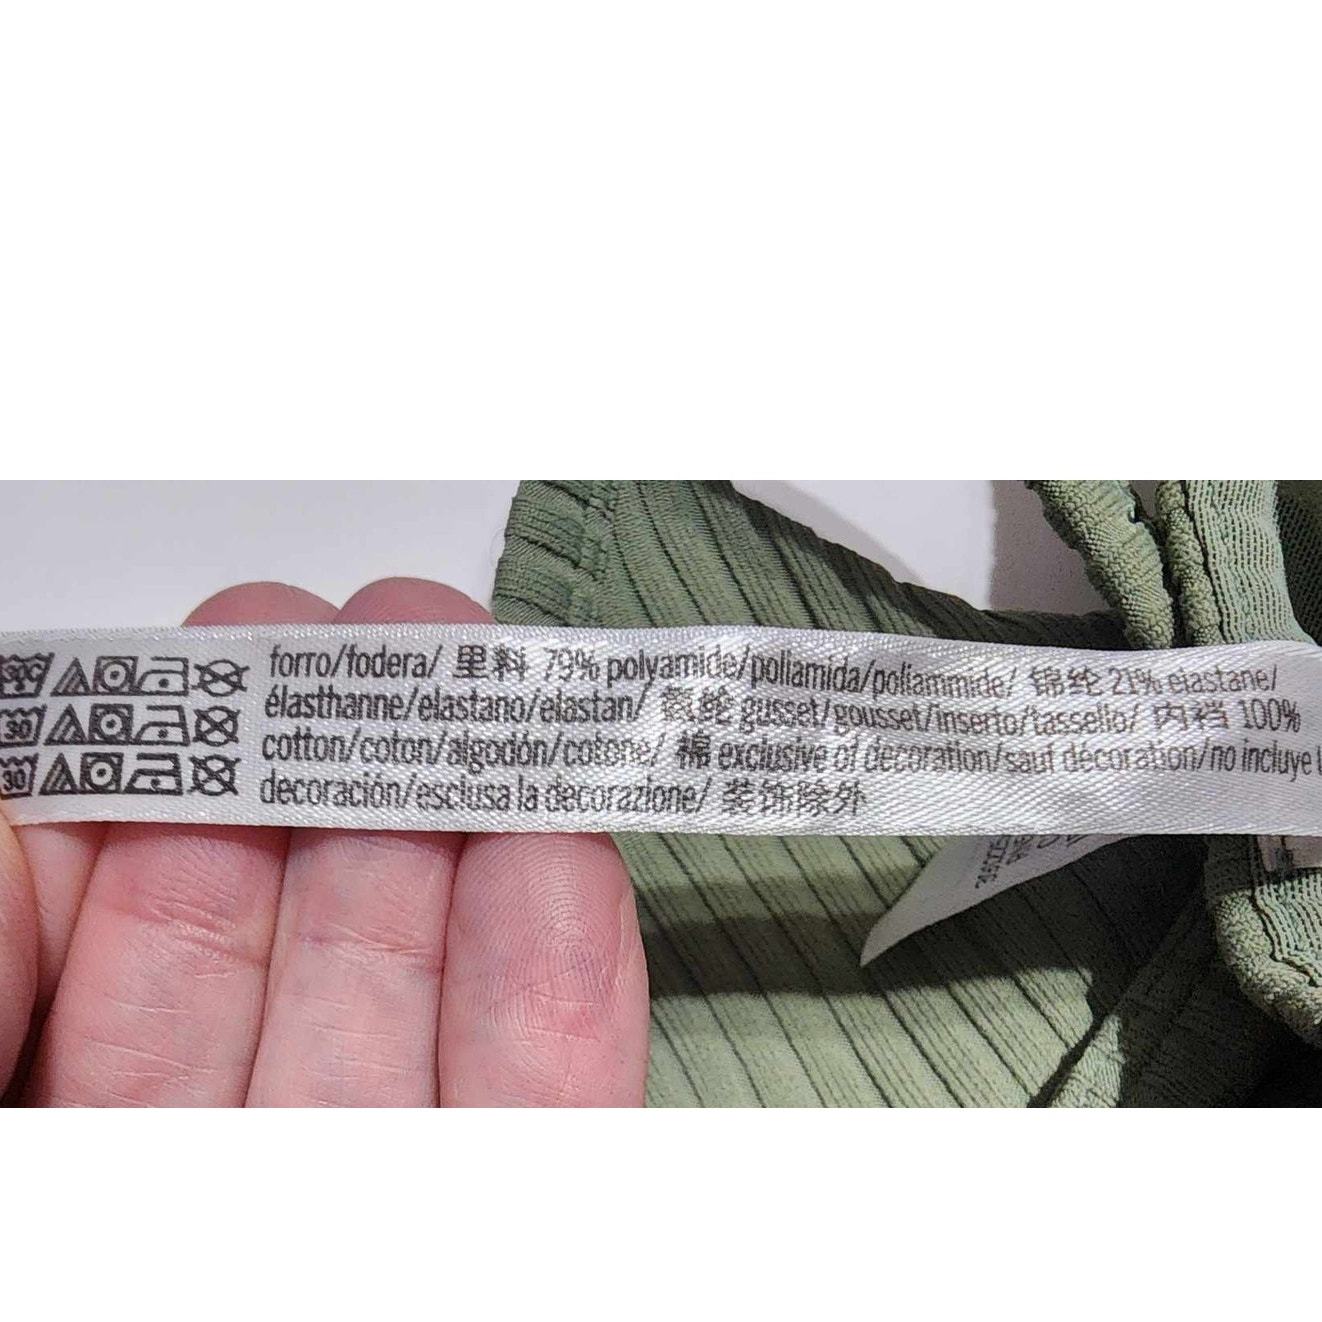 forro/fodera/ 里料 79% polyamide/poliamida/poliammide/ 锦纶 21% elastane/
30 élasthanne/elastano/elastan/ 氨纶 gusset/gousset/inserto/tassello/ 内裆 100%
30 cotton/coton/algodón/cotone/ 棉 exclusive of decoration/sauf décoration/no incluye
decoración/esclusa la decorazione/ 装饰除外